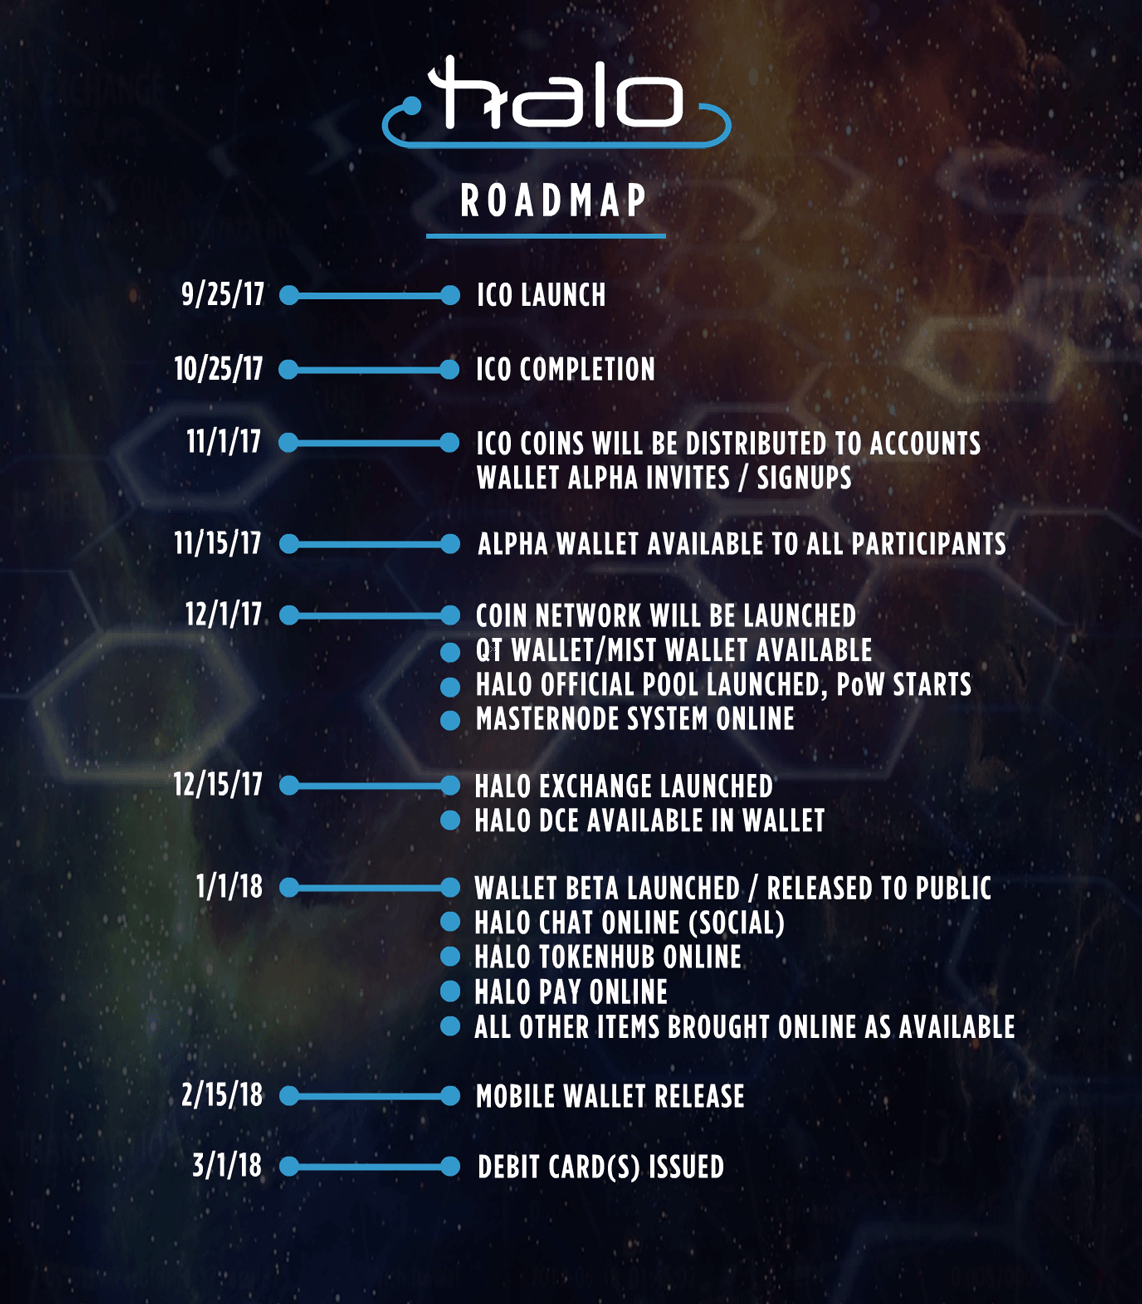 halo
ROADMAP
9/25/17 ICO LAUNCH
10/25/17 ICO COMPLETION
11/1/17 ICO COINS WILL BE DISTRIBUTED TO ACCOUNTS
WALLET ALPHA INVITES / SIGNUPS
11/15/17 ALPHA WALLET AVAILABLE TO ALL PARTICIPANTS
12/1/17 COIN NETWORK WILL BE LAUNCHED
QT WALLET/MIST WALLET AVAILABLE
HALO OFFICIAL POOL LAUNCHED, PoW STARTS
MASTERNODE SYSTEM ONLINE
12/15/17 HALO EXCHANGE LAUNCHED
HALO DCE AVAILABLE IN WALLET
1/1/18 WALLET BETA LAUNCHED / RELEASED TO PUBLIC
HALO CHAT ONLINE (SOCIAL)
HALO TOKENHUB ONLINE
HALO PAY ONLINE
ALL OTHER ITEMS BROUGHT ONLINE AS AVAILABLE
2/15/18 MOBILE WALLET RELEASE
3/1/18 DEBIT CARD(S) ISSUED